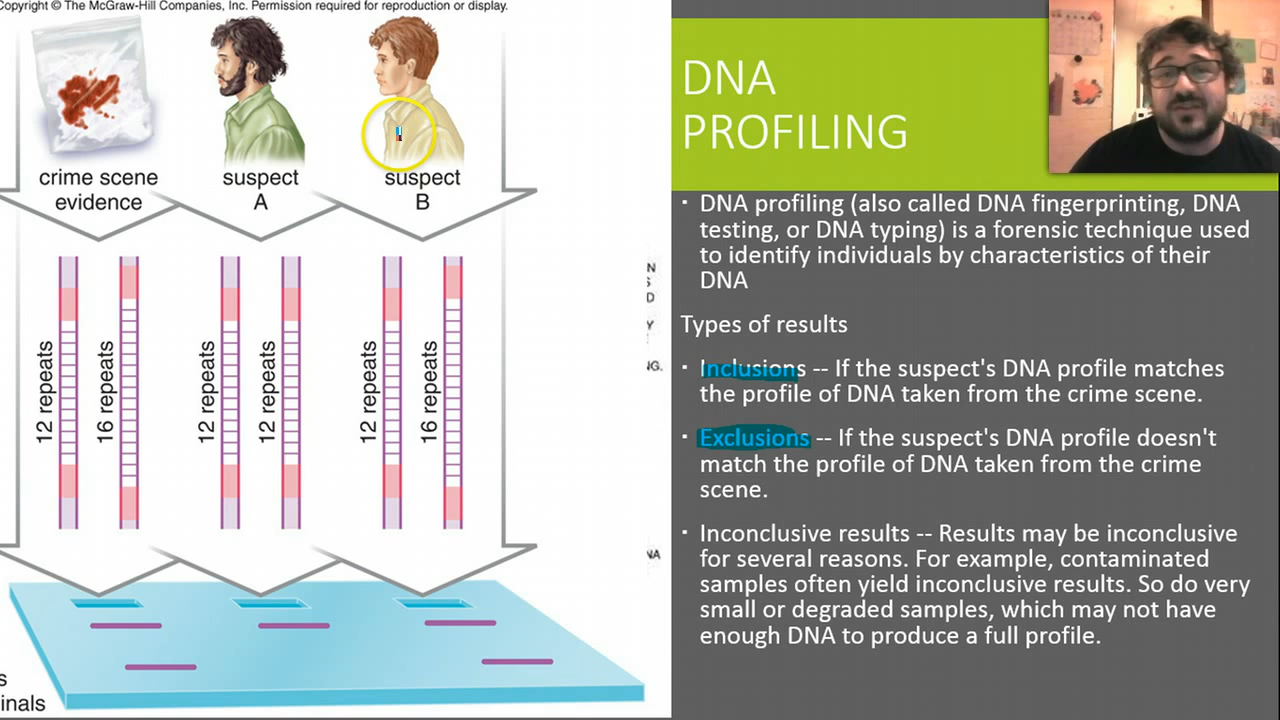 Copyright © The McGraw-Hill Companies, Inc. Permission required for reproduction or display.
crime scene
evidence
suspect
A
suspect
B
12 repeats
16 repeats
12 repeats
12 repeats
12 repeats
16 repeats
DNA
PROFILING
· DNA profiling (also called DNA fingerprinting, DNA
testing, or DNA typing) is a forensic technique used
to identify individuals by characteristics of their
DNA
Types of results
· Inclusions -- If the suspect's DNA profile matches
the profile of DNA taken from the crime scene.
· Exclusions -- If the suspect's DNA profile doesn't
match the profile of DNA taken from the crime
scene.
· Inconclusive results -- Results may be inconclusive
for several reasons. For example, contaminated
samples often yield inconclusive results. So do very
small or degraded samples, which may not have
enough DNA to produce a full profile.